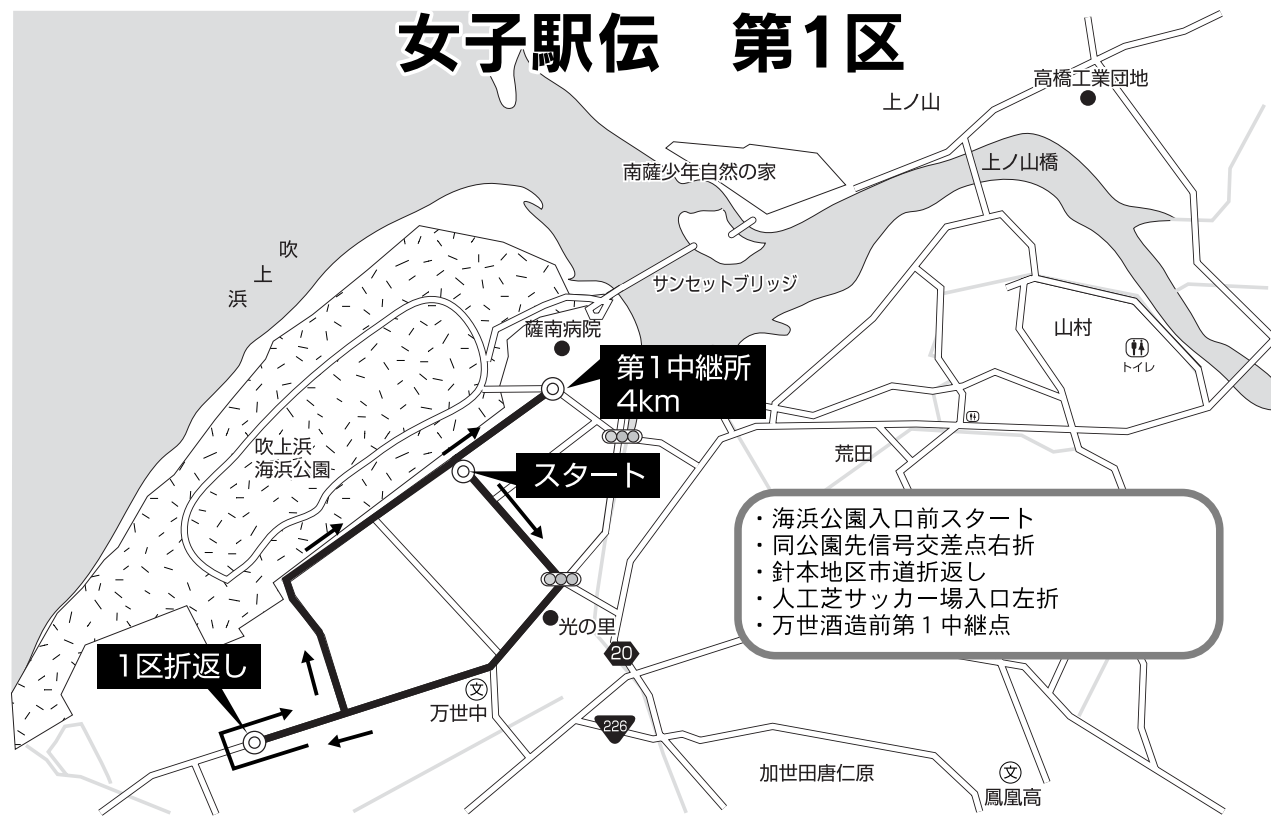 女子駅伝　第1区
高橋工業団地
上ノ山
上ノ山橋
南薩少年自然の家
吹
上
浜
サンセットブリッジ
薩南病院
山村
トイレ
第1中継所
4km
吹上浜
海浜公園
スタート
荒田
・海浜公園入口前スタート
・同公園先信号交差点右折
・針本地区市道折返し
・人工芝サッカー場入口左折
・万世酒造前第１中継点
光の里
20
1区折返し
文
万世中
226
加世田唐仁原
文
鳳凰高